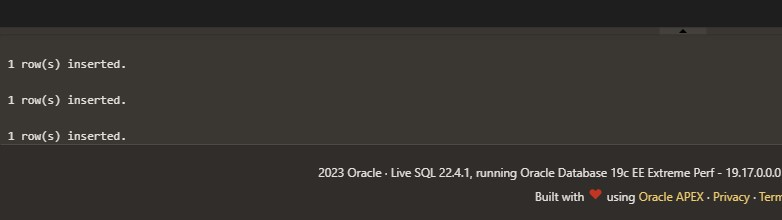 1 row(s) inserted.
1 row(s) inserted.
1 row(s) inserted.
2023 Oracle · Live SQL 22.4.1, running Oracle Database 19c EE Extreme Perf - 19.17.0.0.0
Built with ❤ using Oracle APEX · Privacy · Term